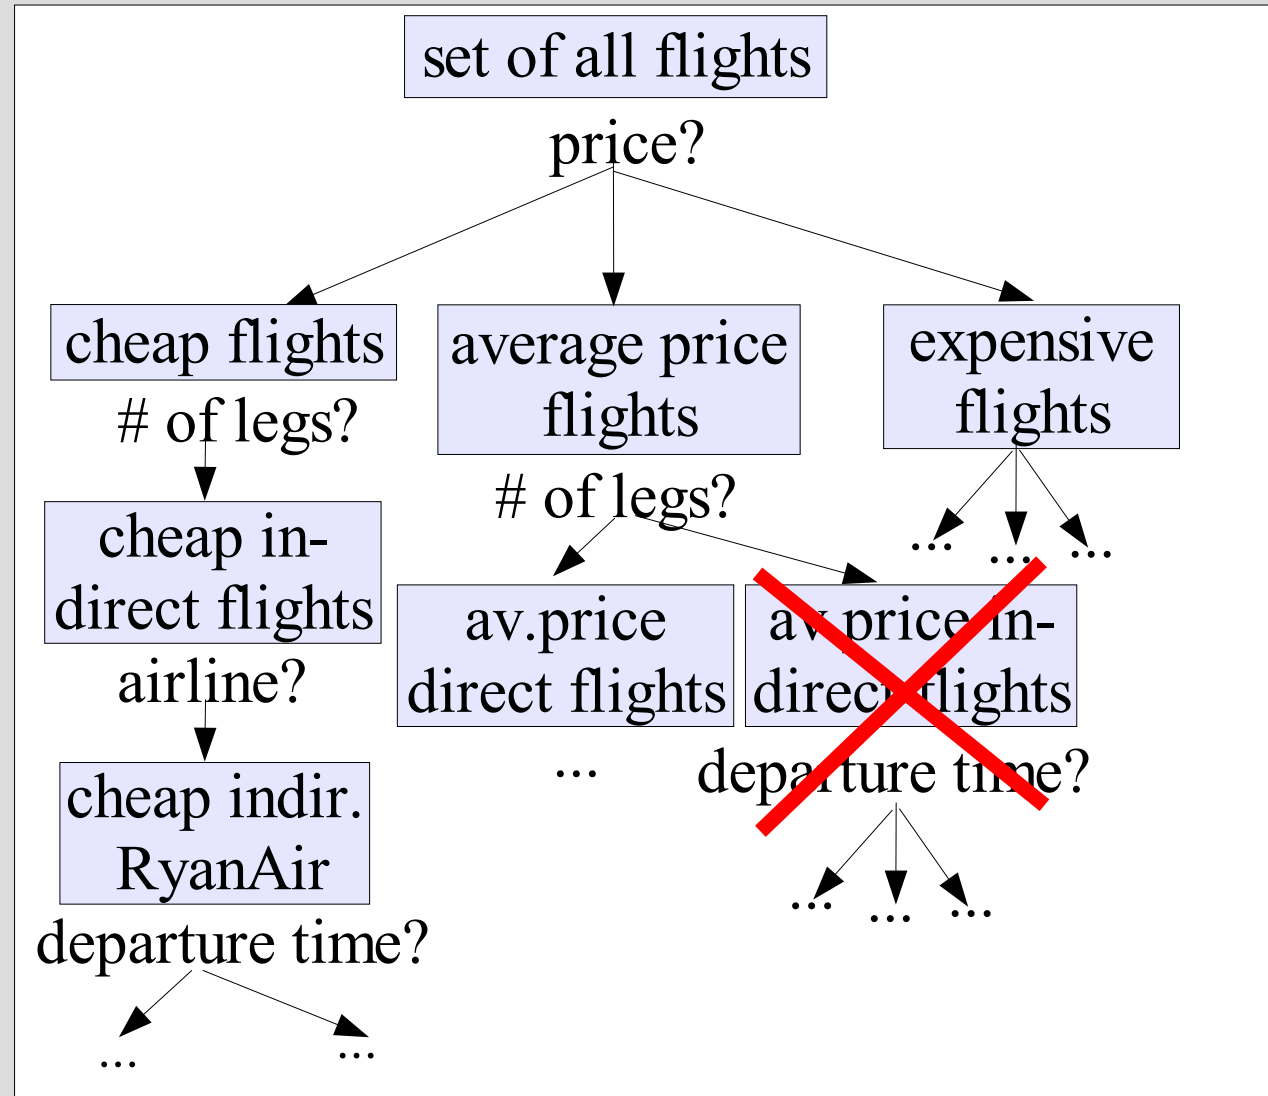 set of all flights
price?
cheap flights
average price
flights
expensive
flights
# of legs?
# of legs?
...
...
...
cheap in-
direct flights
av.price
direct flights
av.price in-
direct flights
airline?
...
departure time?
cheap indir.
RyanAir
...
...
...
departure time?
...
...